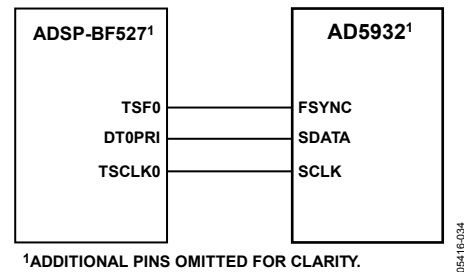 ADSP-BF527¹ AD5932¹
TSF0 FSYNC
DT0PRI SDATA
TSCLK0 SCLK
¹ADDITIONAL PINS OMITTED FOR CLARITY.
05416-034